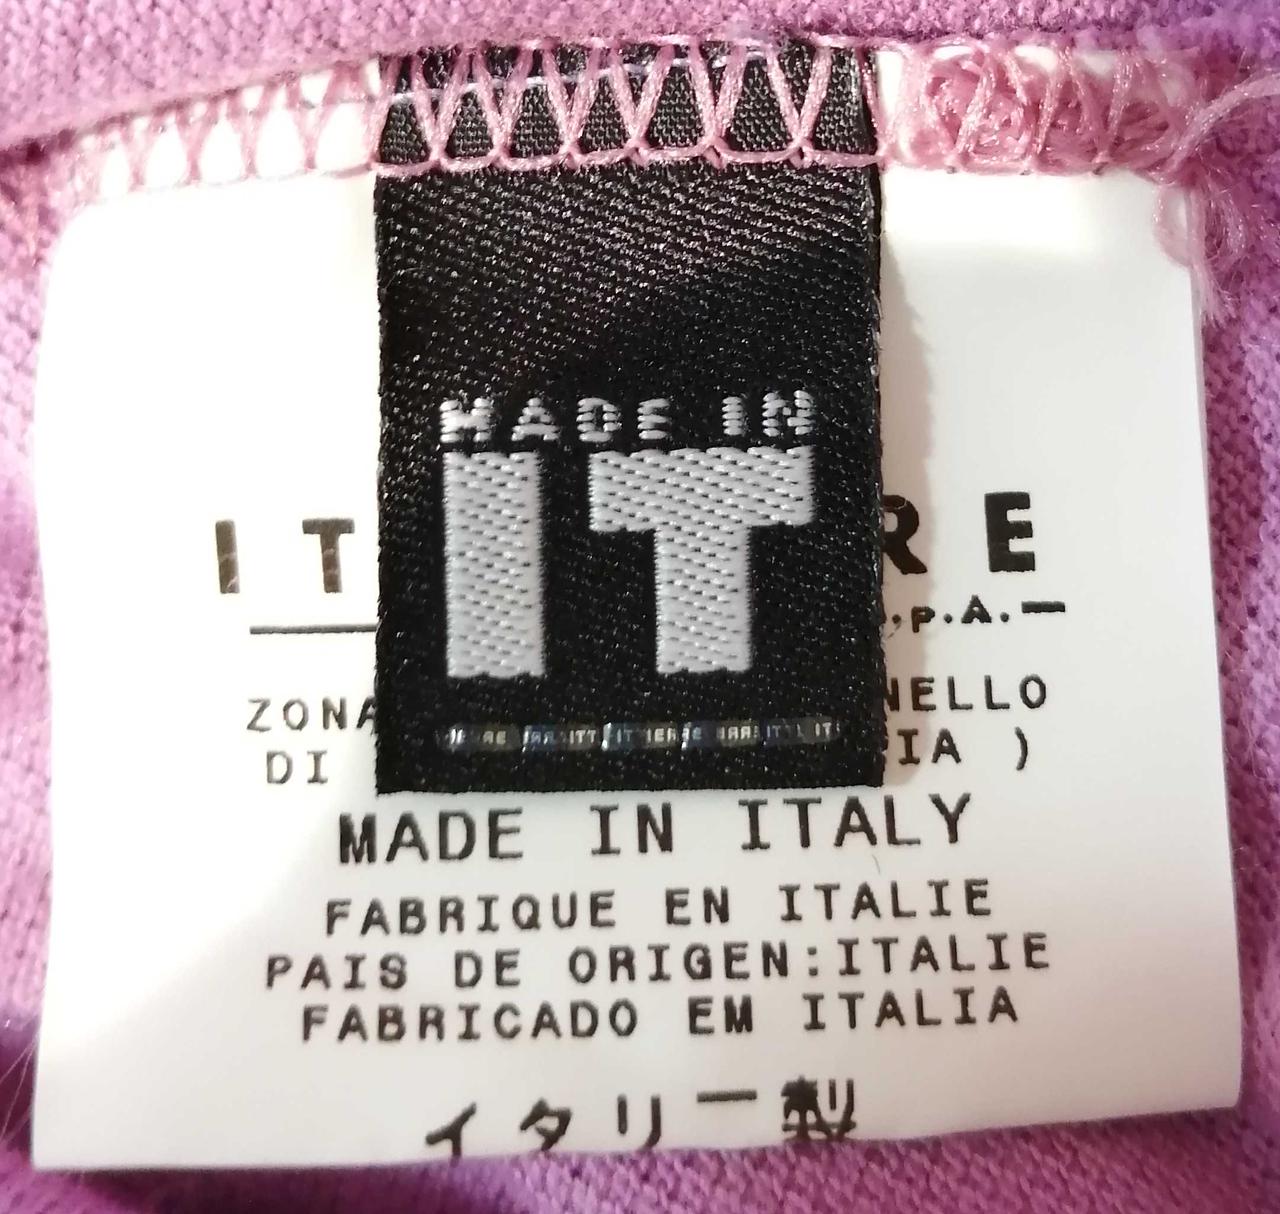 MADE IN
IT
IT RE
.P.A.
ZONA NELLO
DI IA )
MADE IN ITALY
FABRIQUE EN ITALIE
PAIS DE ORIGEN:ITALIE
FABRICADO EM ITALIA
イタリー製